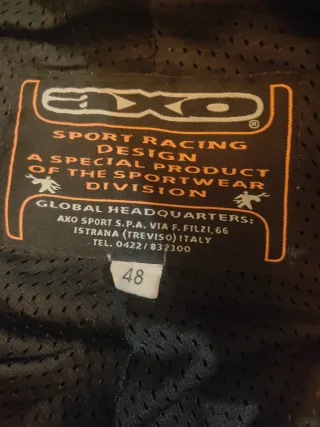 axo®
SPORT RACING
DESIGN
A SPECIAL PRODUCT
OF THE SPORTWEAR
DIVISION
GLOBAL HEADQUARTERS:
AXO SPORT S.P.A. VIA F. FILZI, 66
ISTRANA (TREVISO) ITALY
TEL. 0422/832300
48